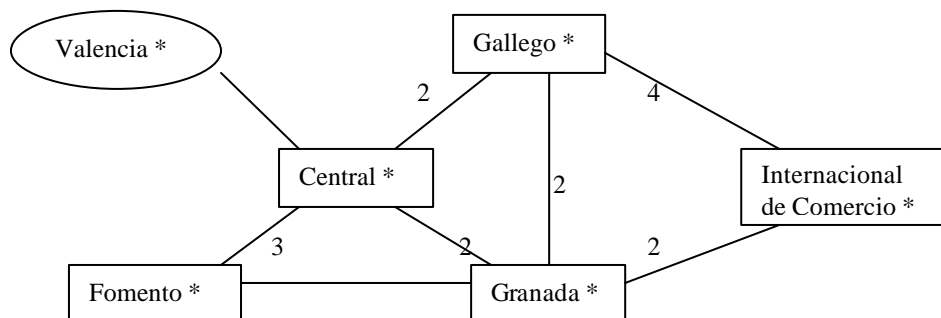 Valencia *
Gallego *
2
4
Central *
2
Internacional
de Comercio *
3
2
2
Fomento *
Granada *